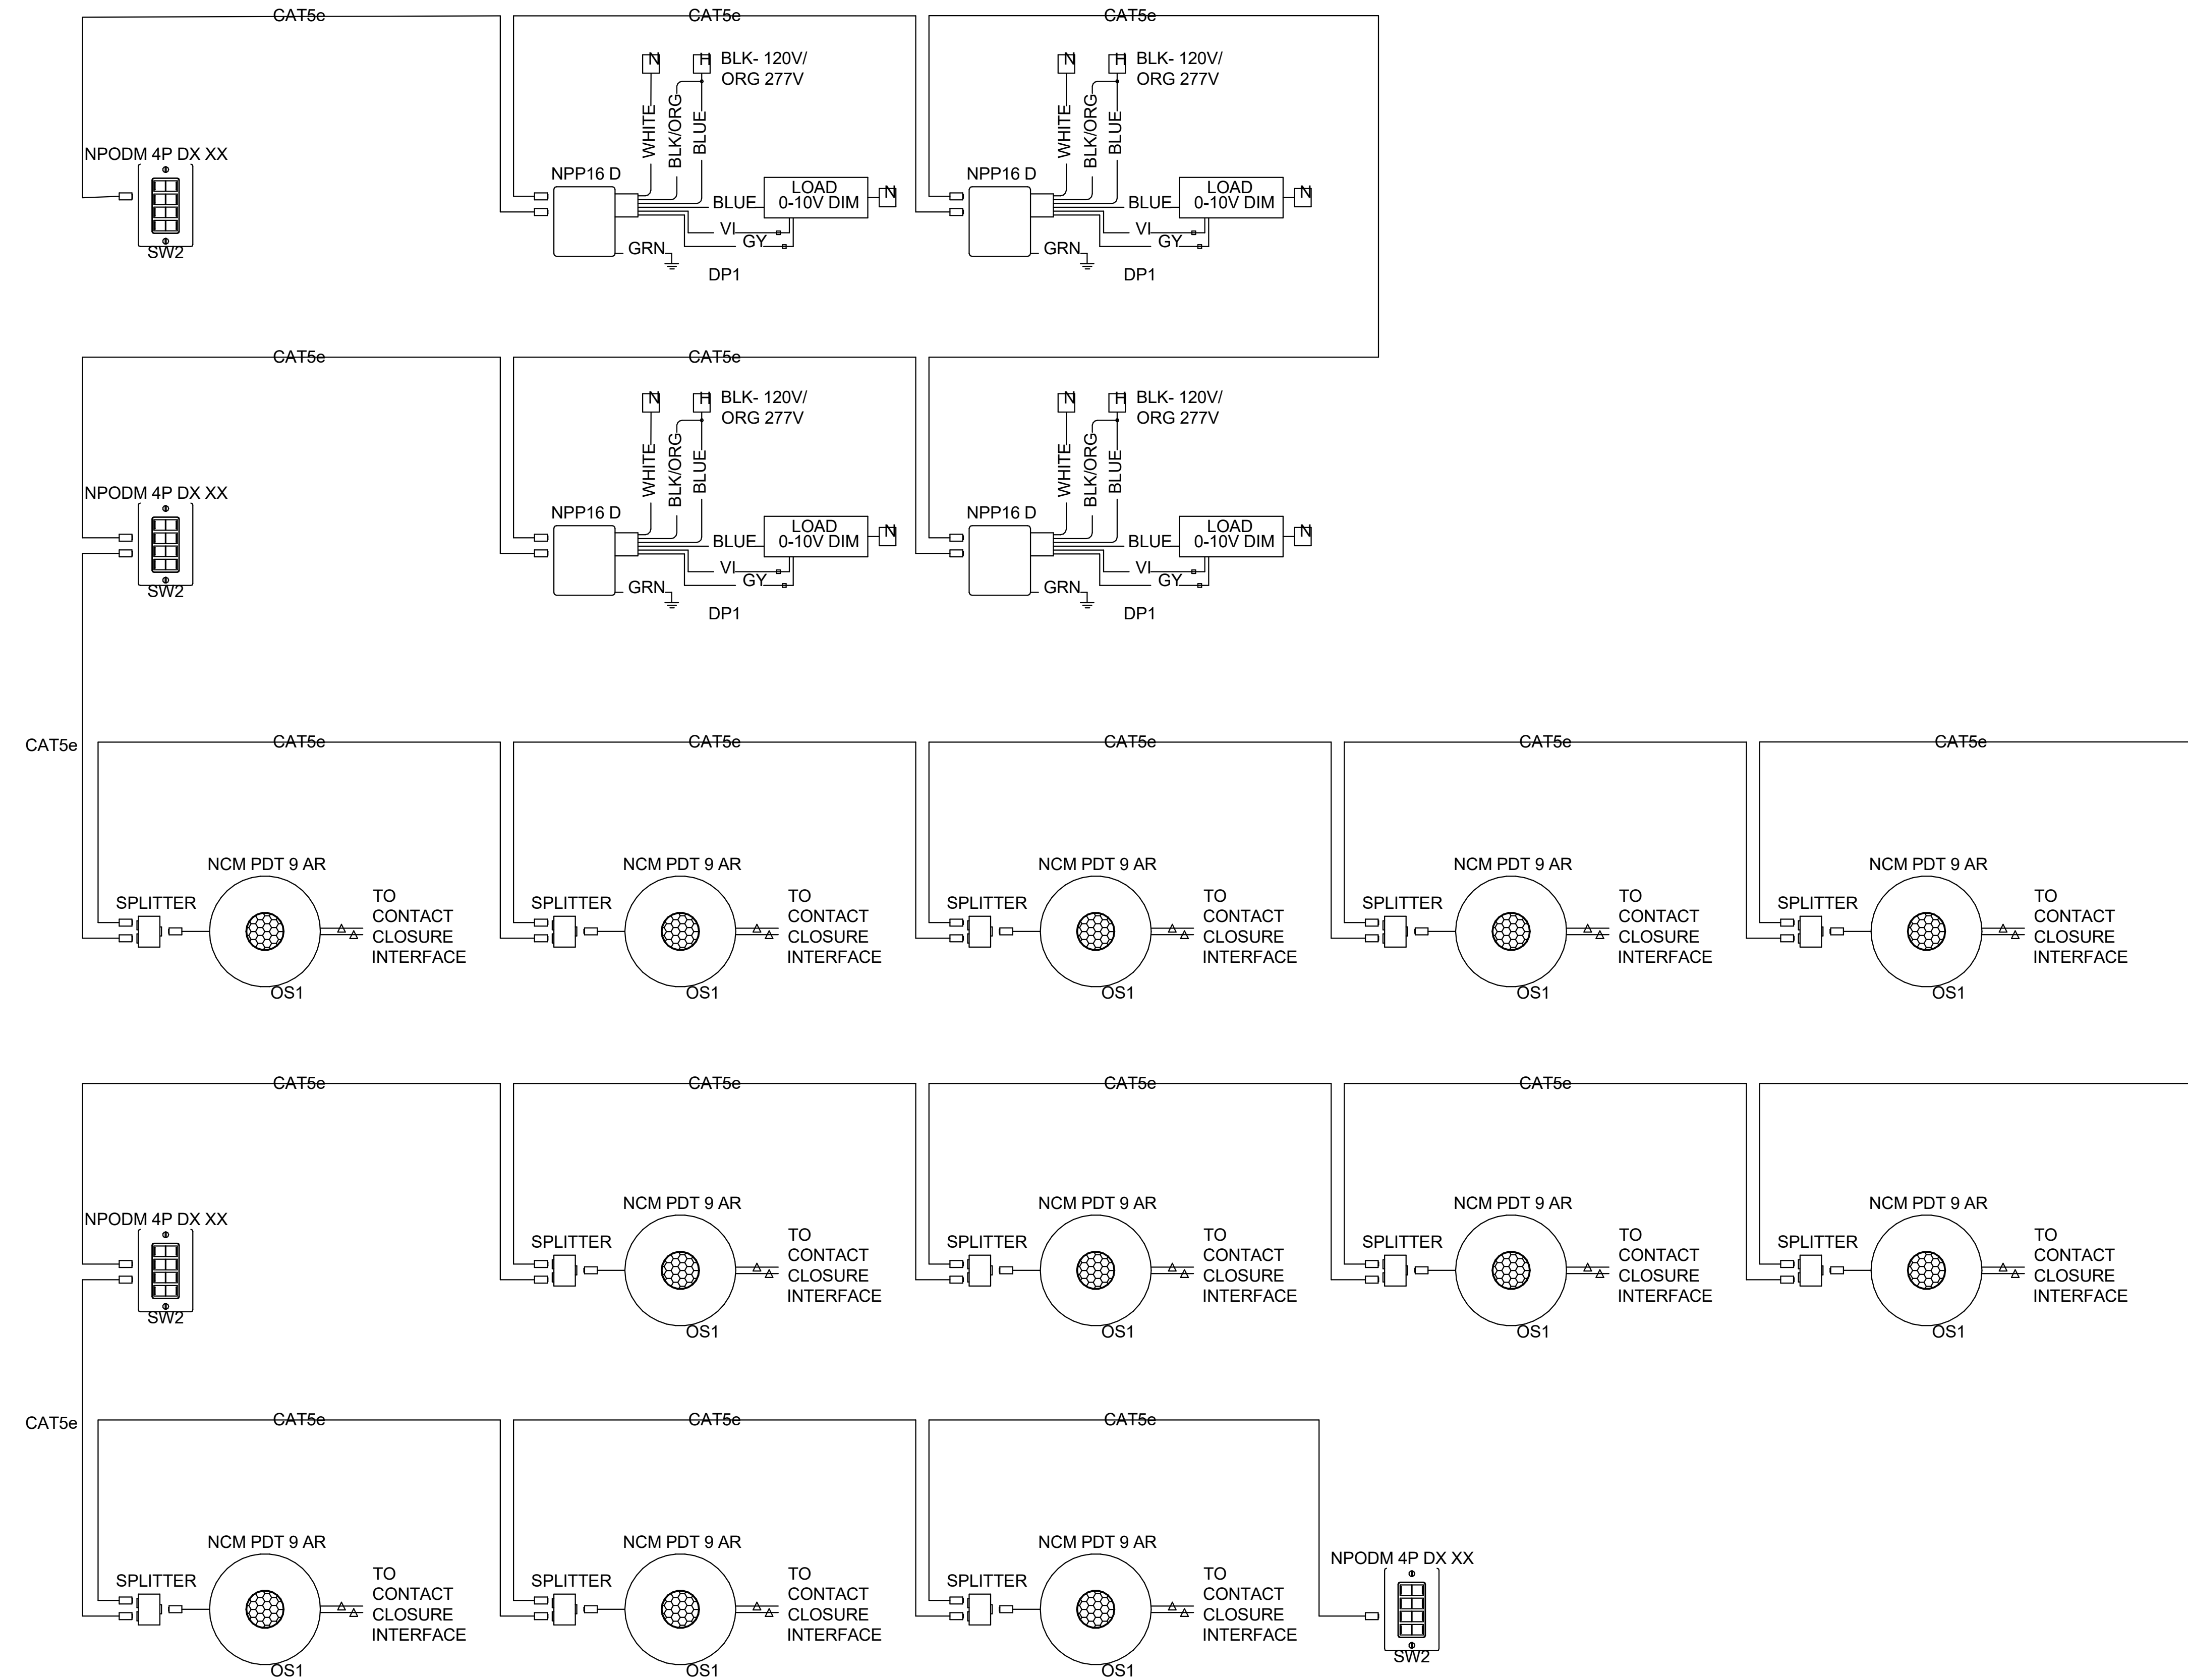 CAT5e
CAT5e
CAT5e
N
H
BLK- 120V/
ORG 277V
WHITE
BLK/ORG
BLUE
N
H
BLK- 120V/
ORG 277V
WHITE
BLK/ORG
BLUE
NPODM 4P DX XX
SW2
NPP16 D
LOAD
0-10V DIM
N
BLUE
VI
GY
GRN
DP1
NPP16 D
LOAD
0-10V DIM
N
BLUE
VI
GY
GRN
DP1
CAT5e
CAT5e
N
H
BLK- 120V/
ORG 277V
WHITE
BLK/ORG
BLUE
N
H
BLK- 120V/
ORG 277V
WHITE
BLK/ORG
BLUE
NPODM 4P DX XX
SW2
NPP16 D
LOAD
0-10V DIM
N
BLUE
VI
GY
GRN
DP1
NPP16 D
LOAD
0-10V DIM
N
BLUE
VI
GY
GRN
DP1
CAT5e
CAT5e
CAT5e
CAT5e
CAT5e
CAT5e
NCM PDT 9 AR
SPLITTER
TO
CONTACT
CLOSURE
INTERFACE
OS1
NCM PDT 9 AR
SPLITTER
TO
CONTACT
CLOSURE
INTERFACE
OS1
NCM PDT 9 AR
SPLITTER
TO
CONTACT
CLOSURE
INTERFACE
OS1
NCM PDT 9 AR
SPLITTER
TO
CONTACT
CLOSURE
INTERFACE
OS1
NCM PDT 9 AR
SPLITTER
TO
CONTACT
CLOSURE
INTERFACE
OS1
CAT5e
CAT5e
CAT5e
CAT5e
NPODM 4P DX XX
SW2
NCM PDT 9 AR
SPLITTER
TO
CONTACT
CLOSURE
INTERFACE
OS1
NCM PDT 9 AR
SPLITTER
TO
CONTACT
CLOSURE
INTERFACE
OS1
NCM PDT 9 AR
SPLITTER
TO
CONTACT
CLOSURE
INTERFACE
OS1
NCM PDT 9 AR
SPLITTER
TO
CONTACT
CLOSURE
INTERFACE
OS1
CAT5e
CAT5e
CAT5e
CAT5e
NCM PDT 9 AR
SPLITTER
TO
CONTACT
CLOSURE
INTERFACE
OS1
NCM PDT 9 AR
SPLITTER
TO
CONTACT
CLOSURE
INTERFACE
OS1
NCM PDT 9 AR
SPLITTER
TO
CONTACT
CLOSURE
INTERFACE
OS1
NPODM 4P DX XX
SW2